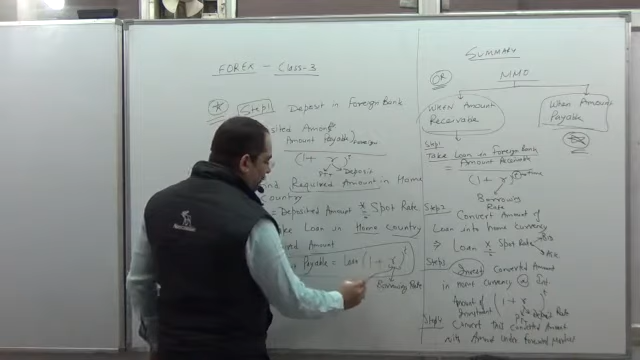 FOREX - Class-3
Step1 Deposit in Foreign Bank
Amount Payable)
(1 + r)
Deposit
Required Amount in Home
Country
= Deposited Amount x/÷ Spot Rate
Take Loan in Home country
Amount
Payable = Loan (1 + r)
Borrowing Rate
SUMMARY
OR
MMO
When Amount
Receivable
When Amount
Payable
Step1
Take Loan in Foreign Bank
= Amount Receivable
(1 + r)
Borrowing
Rate
Step2 Convert Amount of
Loan into home currency
⇒ Loan x/÷ Spot Rate
Step3
Invest Converted Amount
in home currency @ Int.
Amount of
Investment (1 + r)
Deposit Rate
Step4 Convert this
with Amount under forward Market